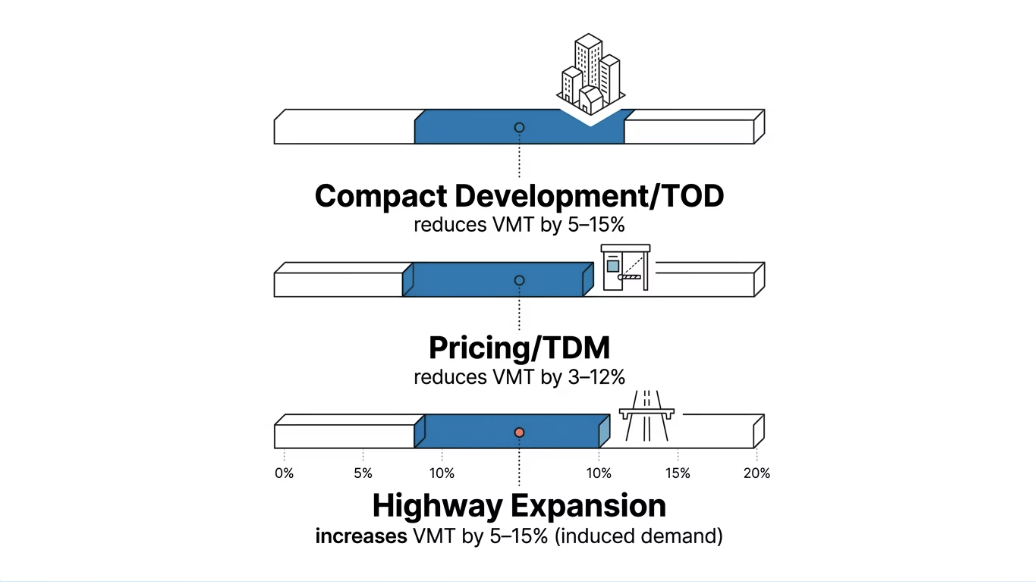 Compact Development/TOD
reduces VMT by 5–15%
Pricing/TDM
reduces VMT by 3–12%
0% 5% 10% 10% 15% 20%
Highway Expansion
increases VMT by 5–15% (induced demand)